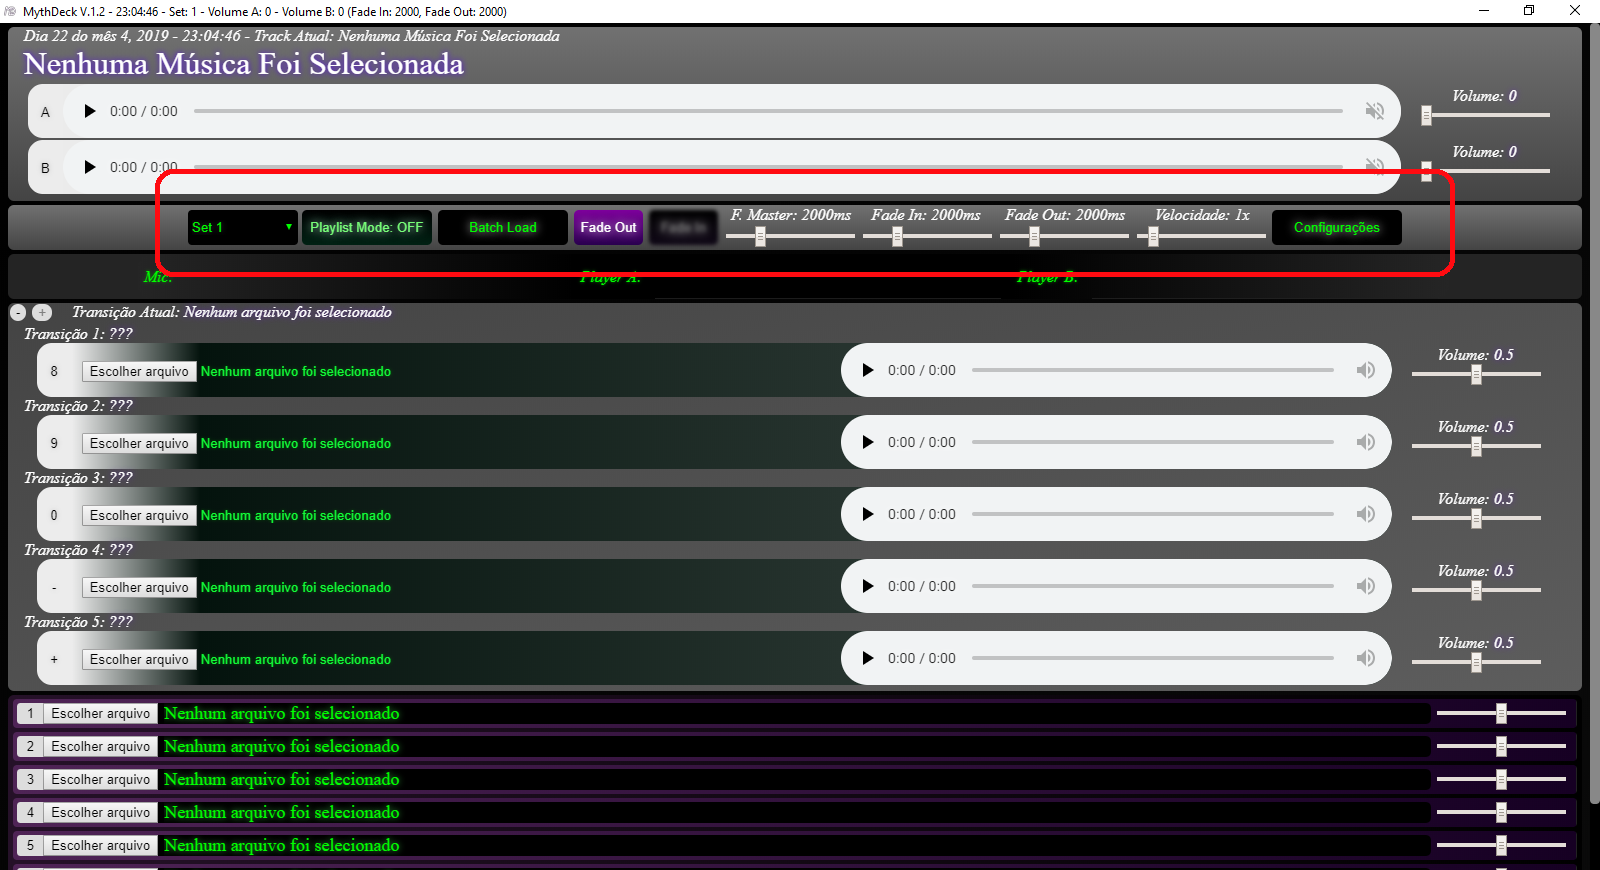 MythDeck V.1.2 - 23:04:46 - Set: 1 - Volume A: 0 - Volume B: 0 (Fade In: 2000, Fade Out: 2000)
Dia 22 do mês 4, 2019 - 23:04:46 - Track Atual: Nenhuma Música Foi Selecionada
Nenhuma Música Foi Selecionada
A 0:00 / 0:00 Volume: 0
B 0:00 / 0:00 Volume: 0
Set 1 Playlist Mode: OFF Batch Load Fade Out Fade In F. Master: 2000ms Fade In: 2000ms Fade Out: 2000ms Velocidade: 1x Configurações
Mic: Player A: Player B:
- + Transição Atual: Nenhum arquivo foi selecionado
Transição 1: ???
8 Escolher arquivo Nenhum arquivo foi selecionado 0:00 / 0:00 Volume: 0.5
Transição 2: ???
9 Escolher arquivo Nenhum arquivo foi selecionado 0:00 / 0:00 Volume: 0.5
Transição 3: ???
0 Escolher arquivo Nenhum arquivo foi selecionado 0:00 / 0:00 Volume: 0.5
Transição 4: ???
- Escolher arquivo Nenhum arquivo foi selecionado 0:00 / 0:00 Volume: 0.5
Transição 5: ???
+ Escolher arquivo Nenhum arquivo foi selecionado 0:00 / 0:00 Volume: 0.5
1 Escolher arquivo Nenhum arquivo foi selecionado
2 Escolher arquivo Nenhum arquivo foi selecionado
3 Escolher arquivo Nenhum arquivo foi selecionado
4 Escolher arquivo Nenhum arquivo foi selecionado
5 Escolher arquivo Nenhum arquivo foi selecionado